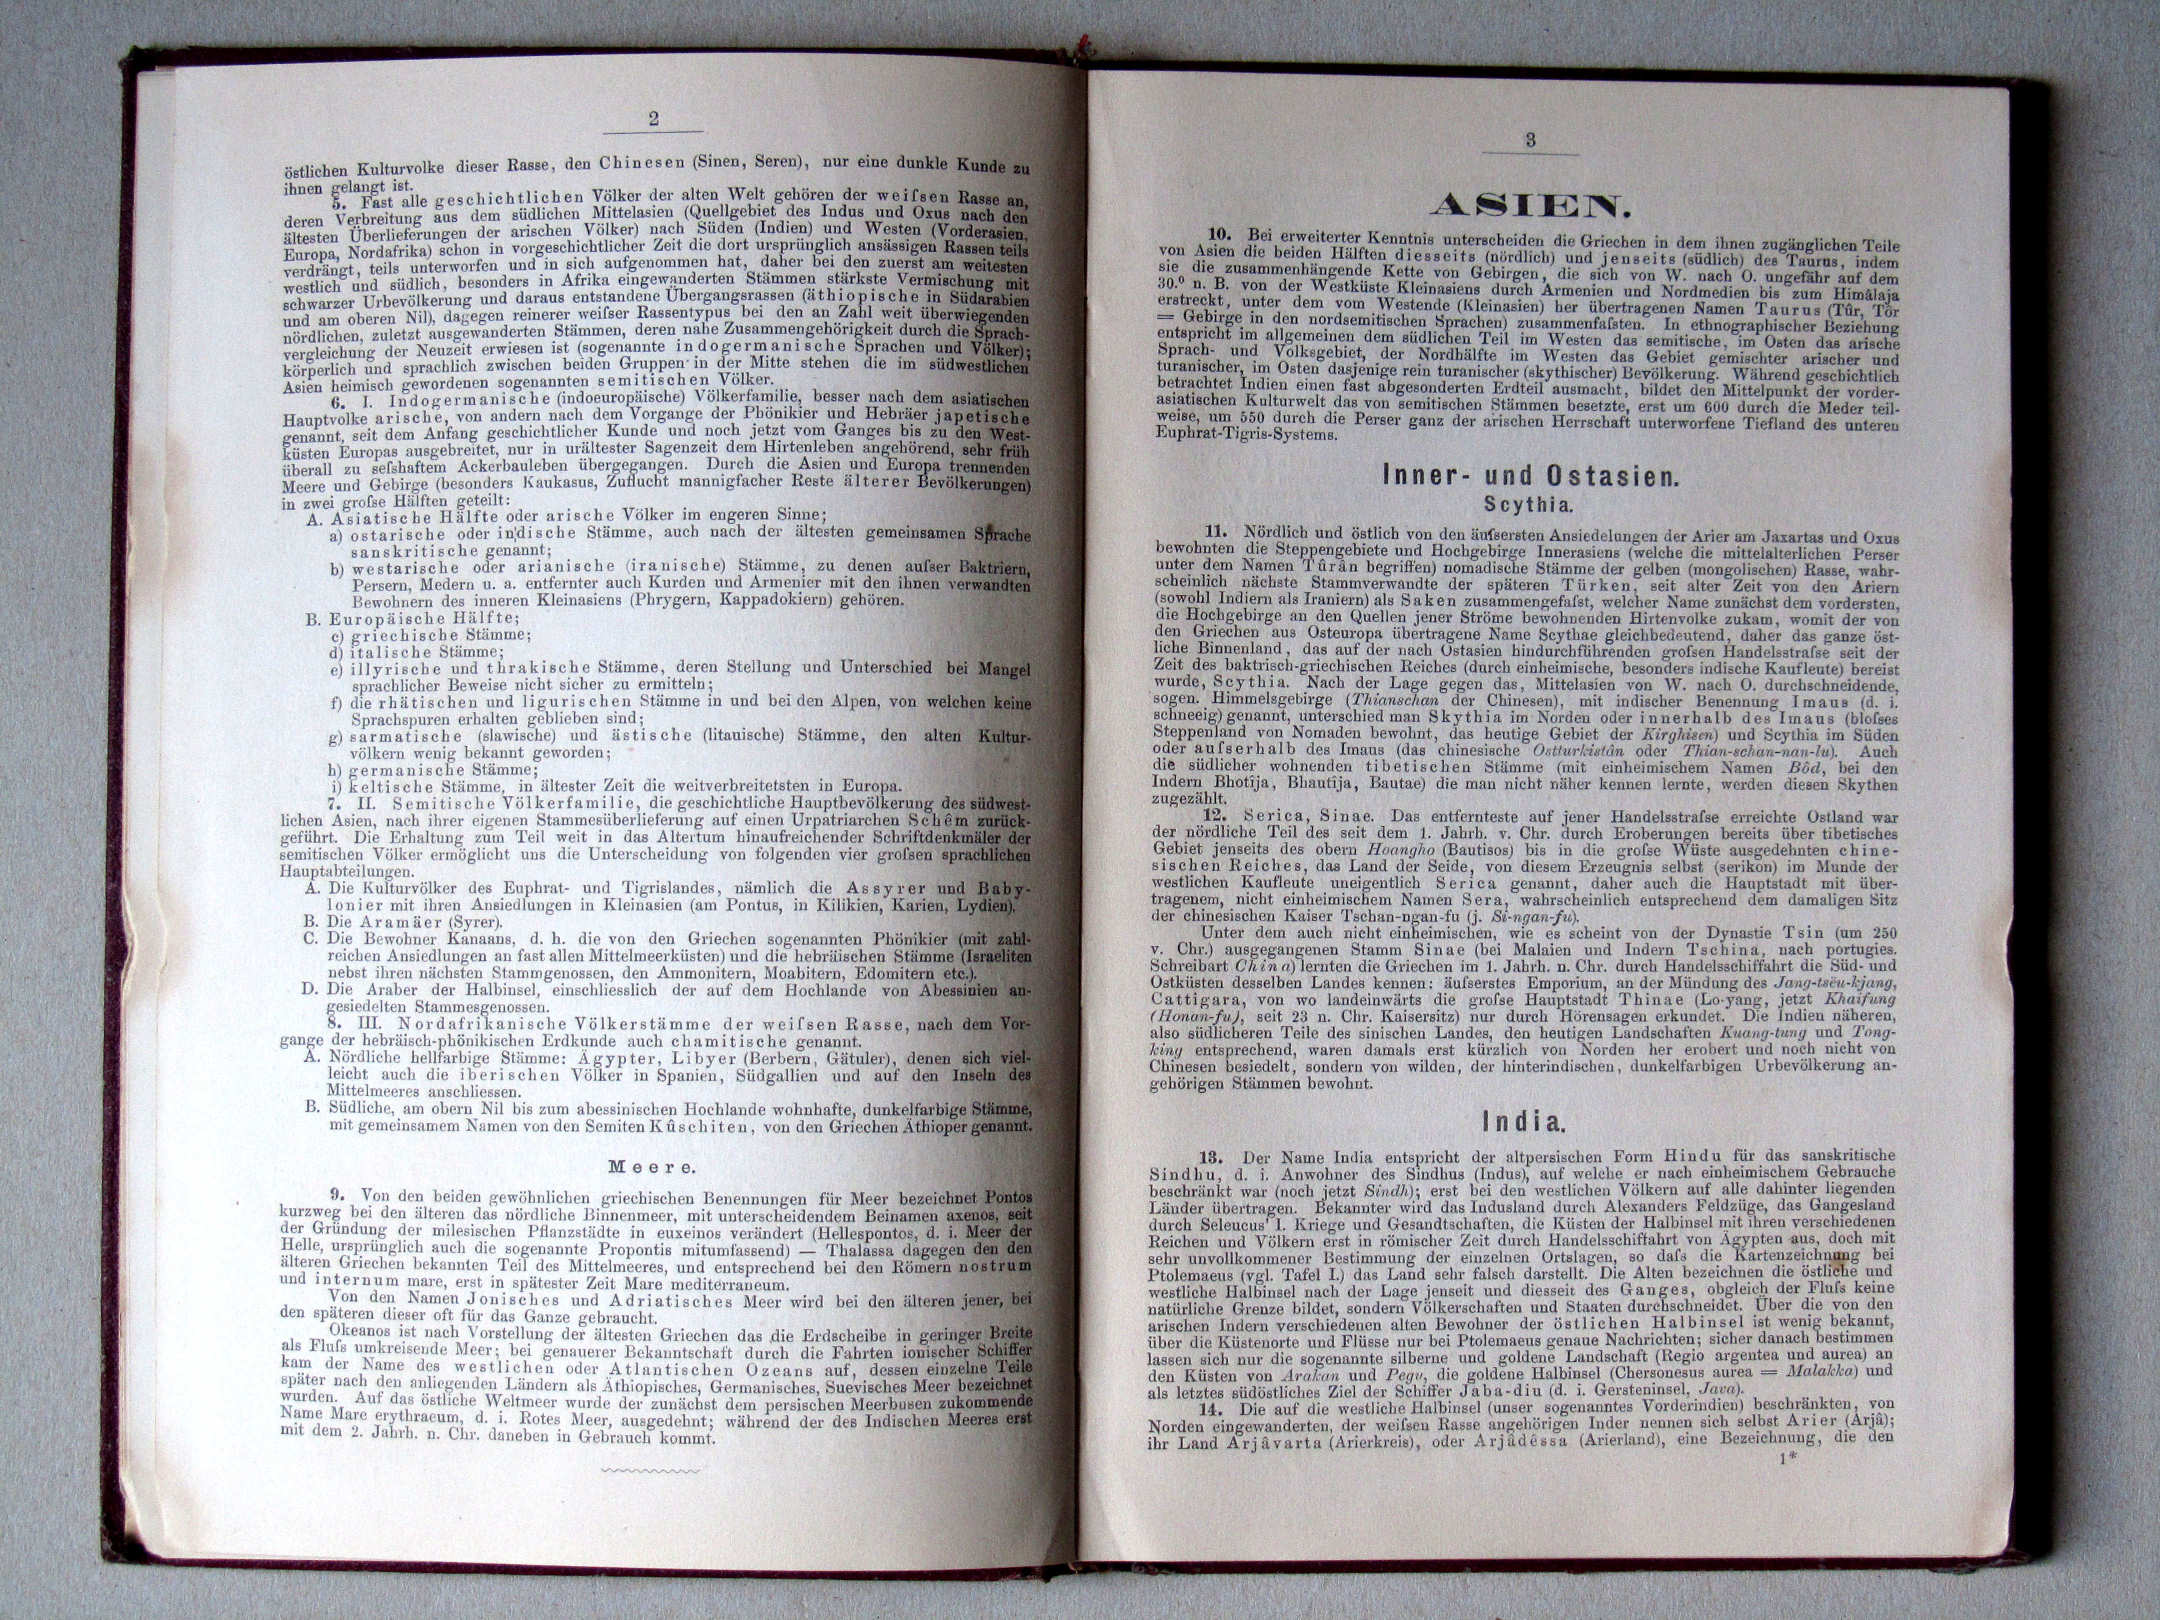 2
östlichen Kulturvolke dieser Rasse, den Chinesen (Sinen, Seren), nur eine dunkle Kunde zu
ihnen gelangt ist.
5. Fast alle geschichtlichen Völker der alten Welt gehören der weiſsen Rasse an,
deren Verbreitung aus dem südlichen Mittelasien (Quellgebiet des Indus und Oxus nach den
ältesten Überlieferungen der arischen Völker) nach Süden (Indien) und Westen (Vorderasien,
Europa, Nordafrika) schon in vorgeschichtlicher Zeit die dort ursprünglich ansässigen Rassen teils
verdrängt, teils unterworfen und in sich aufgenommen hat, daher bei den zuerst am weitesten
westlich und südlich, besonders in Afrika eingewanderten Stämmen stärkste Vermischung mit
schwarzer Urbevölkerung und daraus entstandene Übergangsrassen (äthiopische in Südarabien
und am oberen Nil), dagegen reinerer weiſser Rassentypus bei den an Zahl weit überwiegenden
nördlichen, zuletzt ausgewanderten Stämmen, deren nahe Zusammengehörigkeit durch die Sprach-
vergleichung der Neuzeit erwiesen ist (sogenannte indogermanische Sprachen und Völker);
körperlich und sprachlich zwischen beiden Gruppen in der Mitte stehen die im südwestlichen
Asien heimisch gewordenen sogenannten semitischen Völker.
6. I. Indogermanische (indoeuropäische) Völkerfamilie, besser nach dem asiatischen
Hauptvolke arische, von andern nach dem Vorgange der Phönikier und Hebräer japetische
genannt, seit dem Anfang geschichtlicher Kunde und noch jetzt vom Ganges bis zu den West-
küsten Europas ausgebreitet, nur in urältester Sagenzeit dem Hirtenleben angehörend, sehr früh
überall zu seſshaftem Ackerbauleben übergegangen. Durch die Asien und Europa trennenden
Meere und Gebirge (besonders Kaukasus, Zuflucht mannigfacher Reste älterer Bevölkerungen)
in zwei groſse Hälften geteilt:
A. Asiatische Hälfte oder arische Völker im engeren Sinne;
a) ostarische oder indische Stämme, auch nach der ältesten gemeinsamen Sprache
sanskritische genannt;
b) westarische oder arianische (iranische) Stämme, zu denen auſser Baktriern,
Persern, Medern u. a. entfernter auch Kurden und Armenier mit den ihnen verwandten
Bewohnern des inneren Kleinasiens (Phrygern, Kappadokiern) gehören.
B. Europäische Hälfte;
c) griechische Stämme;
d) italische Stämme;
e) illyrische und thrakische Stämme, deren Stellung und Unterschied bei Mangel
sprachlicher Beweise nicht sicher zu ermitteln;
f) die rhätischen und ligurischen Stämme in und bei den Alpen, von welchen keine
Sprachspuren erhalten geblieben sind;
g) sarmatische (slawische) und ästische (litauische) Stämme, den alten Kultur-
völkern wenig bekannt geworden;
h) germanische Stämme;
i) keltische Stämme, in ältester Zeit die weitverbreitetsten in Europa.
7. II. Semitische Völkerfamilie, die geschichtliche Hauptbevölkerung des südwest-
lichen Asien, nach ihrer eigenen Stammesüberlieferung auf einen Urpatriarchen Schêm zurück-
geführt. Die Erhaltung zum Teil weit in das Altertum hinaufreichender Schriftdenkmäler der
semitischen Völker ermöglicht uns die Unterscheidung von folgenden vier groſsen sprachlichen
Hauptabteilungen.
A. Die Kulturvölker des Euphrat- und Tigrislandes, nämlich die Assyrer und Baby-
lonier mit ihren Ansiedlungen in Kleinasien (am Pontus, in Kilikien, Karien, Lydien).
B. Die Aramäer (Syrer).
C. Die Bewohner Kanaans, d. h. die von den Griechen sogenannten Phönikier (mit zahl-
reichen Ansiedlungen an fast allen Mittelmeerküsten) und die hebräischen Stämme (Israeliten
nebst ihren nächsten Stammgenossen, den Ammonitern, Moabitern, Edomitern etc.).
D. Die Araber der Halbinsel, einschliesslich der auf dem Hochlande von Abessinien an-
gesiedelten Stammesgenossen.
8. III. Nordafrikanische Völkerstämme der weiſsen Rasse, nach dem Vor-
gange der hebräisch-phönikischen Erdkunde auch chamitische genannt.
A. Nördliche hellfarbige Stämme: Ägypter, Libyer (Berbern, Gätuler), denen sich viel-
leicht auch die iberischen Völker in Spanien, Südgallien und auf den Inseln des
Mittelmeeres anschliessen.
B. Südliche, am obern Nil bis zum abessinischen Hochlande wohnhafte, dunkelfarbige Stämme,
mit gemeinsamem Namen von den Semiten Kûschiten, von den Griechen Äthioper genannt.
Meere.
9. Von den beiden gewöhnlichen griechischen Benennungen für Meer bezeichnet Pontos
kurzweg bei den älteren das nördliche Binnenmeer, mit unterscheidendem Beinamen axenos, seit
der Gründung der milesischen Pflanzstädte in euxeinos verändert (Hellespontos, d. i. Meer der
Helle, ursprünglich auch die sogenannte Propontis mitumfassend) — Thalassa dagegen den den
älteren Griechen bekannten Teil des Mittelmeeres, und entsprechend bei den Römern nostrum
und internum mare, erst in spätester Zeit Mare mediterraneum.
Von den Namen Jonisches und Adriatisches Meer wird bei den älteren jener, bei
den späteren dieser oft für das Ganze gebraucht.
Okeanos ist nach Vorstellung der ältesten Griechen das die Erdscheibe in geringer Breite
als Fluſs umkreisende Meer; bei genauerer Bekanntschaft durch die Fahrten ionischer Schiffer
kam der Name des westlichen oder Atlantischen Ozeans auf, dessen einzelne Teile
später nach den anliegenden Ländern als Äthiopisches, Germanisches, Suevisches Meer bezeichnet
wurden. Auf das östliche Weltmeer wurde der zunächst dem persischen Meerbusen zukommende
Name Mare erythraeum, d. i. Rotes Meer, ausgedehnt; während der des Indischen Meeres erst
mit dem 2. Jahrh. n. Chr. daneben in Gebrauch kommt.
3
ASIEN.
10. Bei erweiterter Kenntnis unterscheiden die Griechen in dem ihnen zugänglichen Teile
von Asien die beiden Hälften diesseits (nördlich) und jenseits (südlich) des Taurus, indem
sie die zusammenhängende Kette von Gebirgen, die sich von W. nach O. ungefähr auf dem
30.⁰ n. B. von der Westküste Kleinasiens durch Armenien und Nordmedien bis zum Himâlaja
erstreckt, unter dem vom Westende (Kleinasien) her übertragenen Namen Taurus (Tûr, Tôr
= Gebirge in den nordsemitischen Sprachen) zusammenfaſsten. In ethnographischer Beziehung
entspricht im allgemeinen dem südlichen Teil im Westen das semitische, im Osten das arische
Sprach- und Volksgebiet, der Nordhälfte im Westen das Gebiet gemischter arischer und
turanischer, im Osten dasjenige rein turanischer (skythischer) Bevölkerung. Während geschichtlich
betrachtet Indien einen fast abgesonderten Erdteil ausmacht, bildet den Mittelpunkt der vorder-
asiatischen Kulturwelt das von semitischen Stämmen besetzte, erst um 600 durch die Meder teil-
weise, um 550 durch die Perser ganz der arischen Herrschaft unterworfene Tiefland des unteren
Euphrat-Tigris-Systems.
Inner- und Ostasien.
Scythia.
11. Nördlich und östlich von den äuſsersten Ansiedelungen der Arier am Jaxartas und Oxus
bewohnten die Steppengebiete und Hochgebirge Innerasiens (welche die mittelalterlichen Perser
unter dem Namen Tûrân begriffen) nomadische Stämme der gelben (mongolischen) Rasse, wahr-
scheinlich nächste Stammverwandte der späteren Türken, seit alter Zeit von den Ariern
(sowohl Indiern als Iraniern) als Saken zusammengefaſst, welcher Name zunächst dem vordersten,
die Hochgebirge an den Quellen jener Ströme bewohnenden Hirtenvolke zukam, womit der von
den Griechen aus Osteuropa übertragene Name Scythae gleichbedeutend, daher das ganze öst-
liche Binnenland, das auf der nach Ostasien hindurchführenden groſsen Handelsstraſse seit der
Zeit des baktrisch-griechischen Reiches (durch einheimische, besonders indische Kaufleute) bereist
wurde, Scythia. Nach der Lage gegen das, Mittelasien von W. nach O. durchschneidende,
sogen. Himmelsgebirge (Thianschan der Chinesen), mit indischer Benennung Imaus (d. i.
schneeig) genannt, unterschied man Skythia im Norden oder innerhalb des Imaus (bloſses
Steppenland von Nomaden bewohnt, das heutige Gebiet der Kirghisen) und Scythia im Süden
oder auſserhalb des Imaus (das chinesische Ostturkistân oder Thian-schan-nan-lu). Auch
die südlicher wohnenden tibetischen Stämme (mit einheimischem Namen Bôd, bei den
Indern Bhotîja, Bhautîja, Bautae) die man nicht näher kennen lernte, werden diesen Skythen
zugezählt.
12. Serica, Sinae. Das entfernteste auf jener Handelsstraſse erreichte Ostland war
der nördliche Teil des seit dem 1. Jahrh. v. Chr. durch Eroberungen bereits über tibetisches
Gebiet jenseits des obern Hoangho (Bautisos) bis in die groſse Wüste ausgedehnten chine-
sischen Reiches, das Land der Seide, von diesem Erzeugnis selbst (serikon) im Munde der
westlichen Kaufleute uneigentlich Serica genannt, daher auch die Hauptstadt mit über-
tragenem, nicht einheimischem Namen Sera, wahrscheinlich entsprechend dem damaligen Sitz
der chinesischen Kaiser Tschan-ngan-fu (j. Si-ngan-fu).
Unter dem auch nicht einheimischen, wie es scheint von der Dynastie Tsin (um 250
v. Chr.) ausgegangenen Stamm Sinae (bei Malaien und Indern Tschina, nach portugies.
Schreibart China) lernten die Griechen im 1. Jahrh. n. Chr. durch Handelsschiffahrt die Süd- und
Ostküsten desselben Landes kennen: äuſserstes Emporium, an der Mündung des Jang-tsëu-kjang,
Cattigara, von wo landeinwärts die groſse Hauptstadt Thinae (Lo-yang, jetzt Khaifung
(Honan-fu), seit 23 n. Chr. Kaisersitz) nur durch Hörensagen erkundet. Die Indien näheren,
also südlicheren Teile des sinischen Landes, den heutigen Landschaften Kuang-tung und Tong-
king entsprechend, waren damals erst kürzlich von Norden her erobert und noch nicht von
Chinesen besiedelt, sondern von wilden, der hinterindischen, dunkelfarbigen Urbevölkerung an-
gehörigen Stämmen bewohnt.
India.
13. Der Name India entspricht der altpersischen Form Hindu für das sanskritische
Sindhu, d. i. Anwohner des Sindhus (Indus), auf welche er nach einheimischem Gebrauche
beschränkt war (noch jetzt Sindh); erst bei den westlichen Völkern auf alle dahinter liegenden
Länder übertragen. Bekannter wird das Indusland durch Alexanders Feldzüge, das Gangesland
durch Seleucus' I. Kriege und Gesandtschaften, die Küsten der Halbinsel mit ihren verschiedenen
Reichen und Völkern erst in römischer Zeit durch Handelsschiffahrt von Ägypten aus, doch mit
sehr unvollkommener Bestimmung der einzelnen Ortslagen, so daſs die Kartenzeichnung bei
Ptolemaeus (vgl. Tafel I.) das Land sehr falsch darstellt. Die Alten bezeichnen die östliche und
westliche Halbinsel nach der Lage jenseit und diesseit des Ganges, obgleich der Fluſs keine
natürliche Grenze bildet, sondern Völkerschaften und Staaten durchschneidet. Über die von den
arischen Indern verschiedenen alten Bewohner der östlichen Halbinsel ist wenig bekannt,
über die Küstenorte und Flüsse nur bei Ptolemaeus genaue Nachrichten; sicher danach bestimmen
lassen sich nur die sogenannte silberne und goldene Landschaft (Regio argentea und aurea) an
den Küsten von Arakan und Pegu, die goldene Halbinsel (Chersonesus aurea = Malakka) und
als letztes südöstliches Ziel der Schiffer Jaba-diu (d. i. Gersteninsel, Java).
14. Die auf die westliche Halbinsel (unser sogenanntes Vorderindien) beschränkten, von
Norden eingewanderten, der weiſsen Rasse angehörigen Inder nennen sich selbst Arier (Arjâ);
ihr Land Arjâvarta (Arierkreis), oder Arjâdêssa (Arierland), eine Bezeichnung, die den
1*